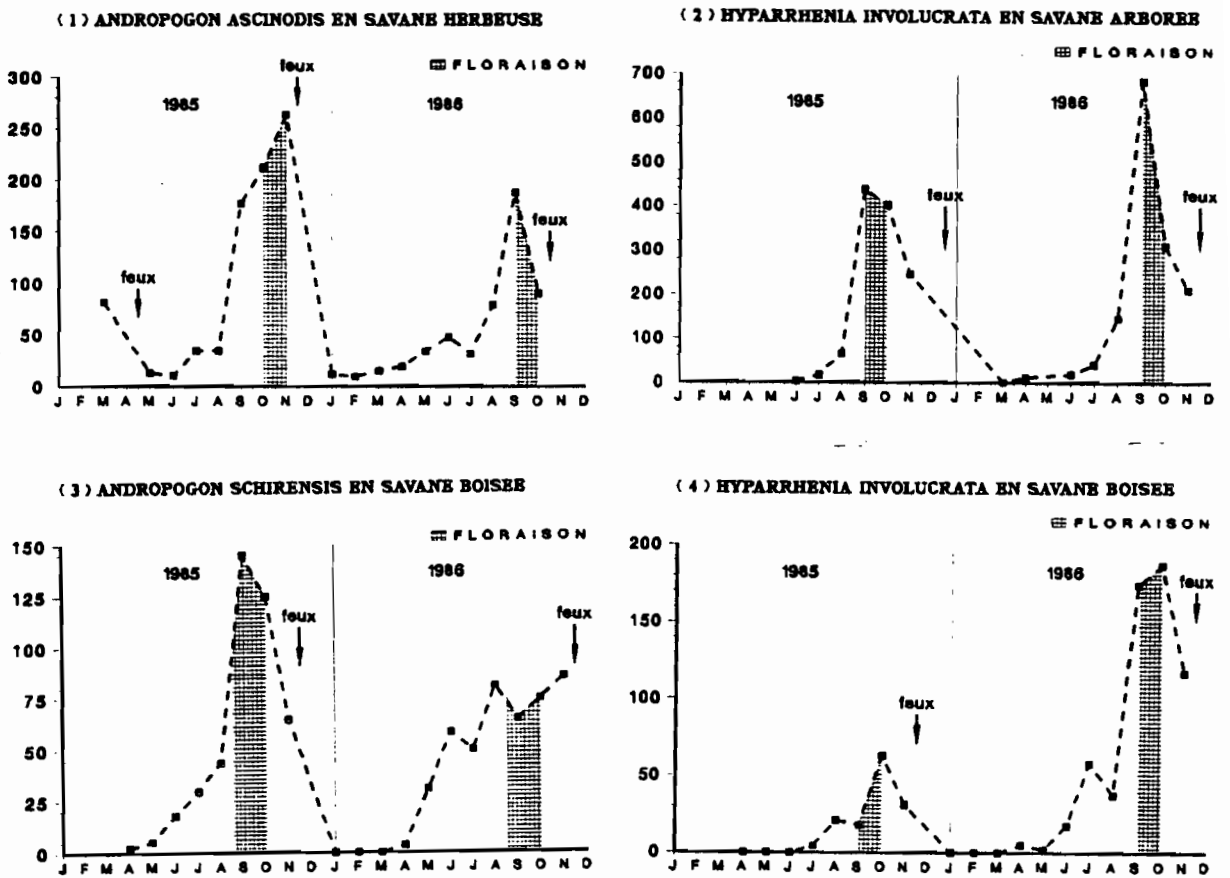 (1) ANDROPOGON ASCINODIS EN SAVANE HERBEUSE
FLORAISON
feux
300
250
200
150
100
50
0
1985
1986
feux
feux
J F M A M J J A S O N D J F M A M J J A S O N D
(2) HYPARRHENIA INVOLUCRATA EN SAVANE ARBOREE
FLORAISON
700
600
500
400
300
200
100
0
1985
1986
feux
feux
J F M A M J J A S O N D J F M A M J J A S O N D
(3) ANDROPOGON SCHIRENSIS EN SAVANE BOISEE
FLORAISON
150
125
100
75
50
25
0
1985
1986
feux
feux
J F M A M J J A S O N D J F M A M J J A S O N D
(4) HYPARRHENIA INVOLUCRATA EN SAVANE BOISEE
FLORAISON
200
150
100
50
0
1985
1986
feux
feux
J F M A M J J A S O N D J F M A M J J A S O N D